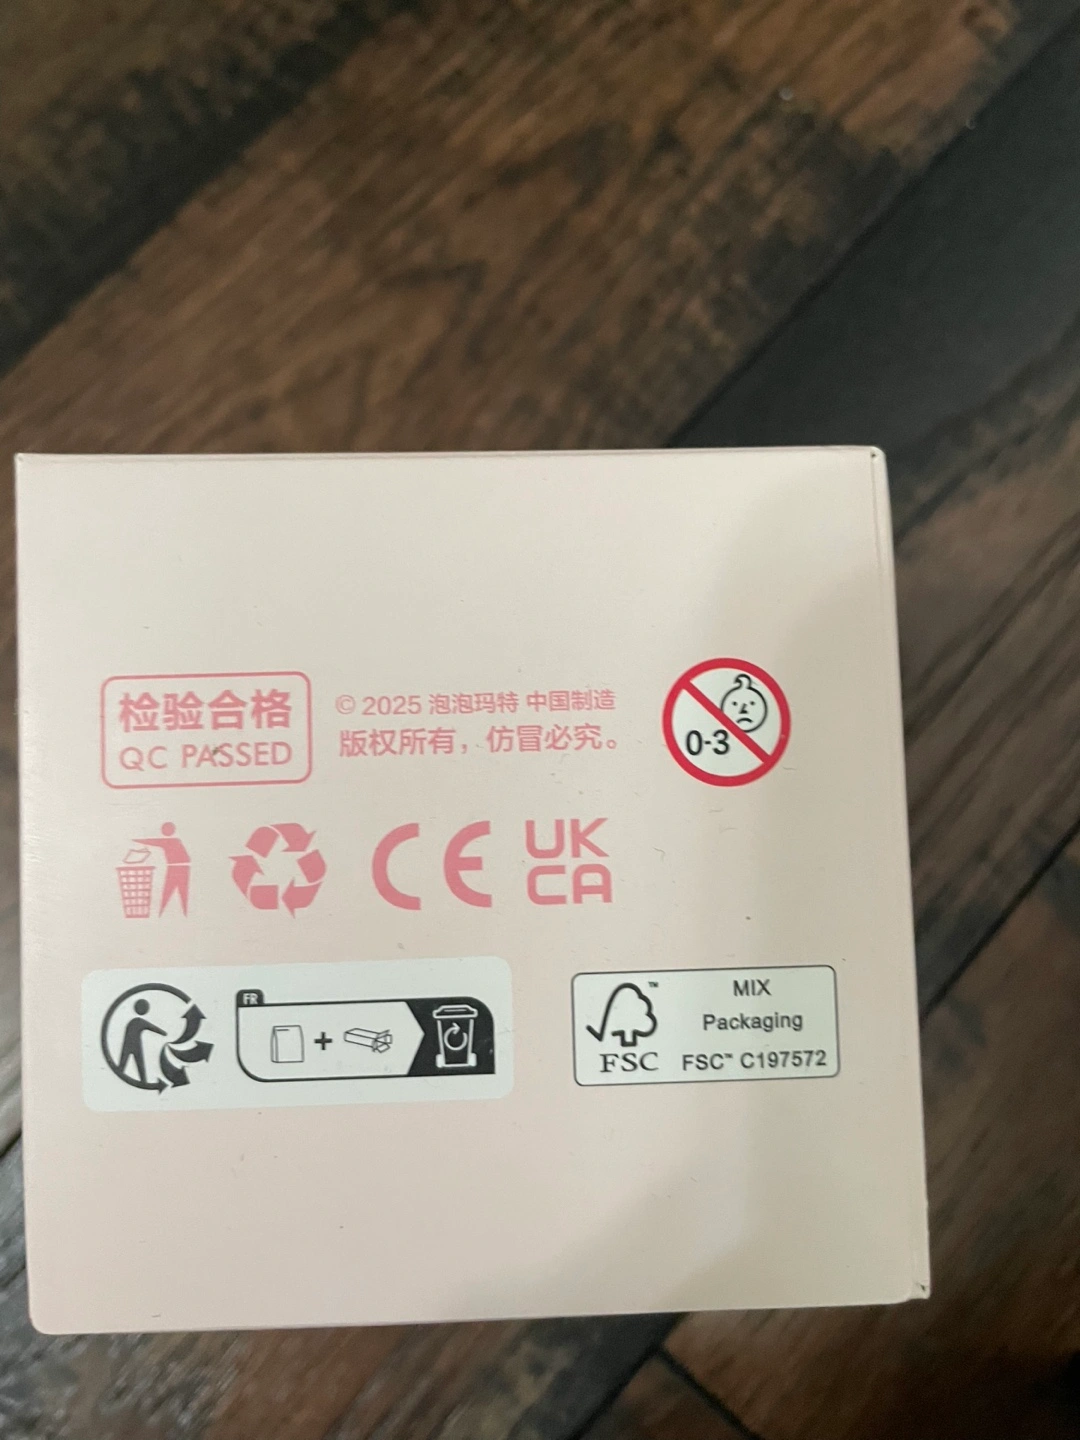 检验合格
QC PASSED
© 2025 泡泡玛特 中国制造
版权所有，仿冒必究。
0-3
CE
UK
CA
FR
+
FSC
™
MIX
Packaging
FSC™ C197572